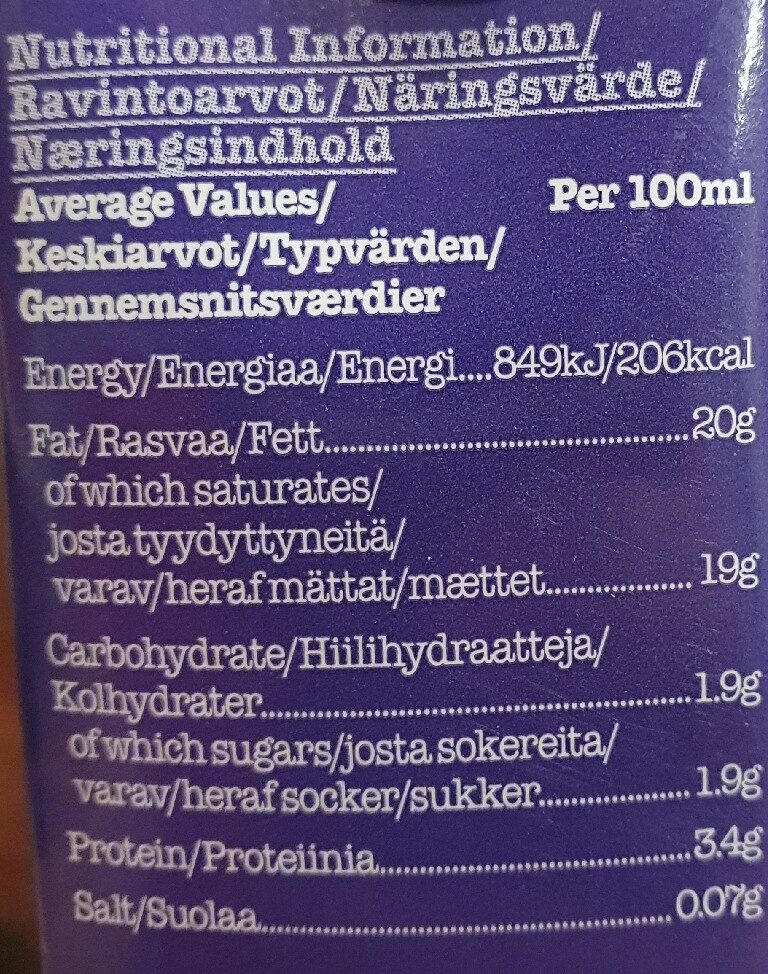 Nutritional Information/
Ravintoarvot/Näringsvärde/
Næringsindhold
Average Values/ Per 100ml
Keskiarvot/Typvärden/
Gennemsnitsværdier
Energy/Energiaa/Energi....849kJ/206kcal
Fat/Rasvaa/Fett..........................................20g
of which saturates/
josta tyydyttyneitä/
varav/heraf mättat/mættet................. 19g
Carbohydrate/Hiilihydraatteja/
Kolhydrater..................................................1.9g
of which sugars/josta sokereita/
varav/heraf socker/sukker.................. 1.9g
Protein/Proteiinia....................................3.4g
Salt/Suolaa................................................0.07g